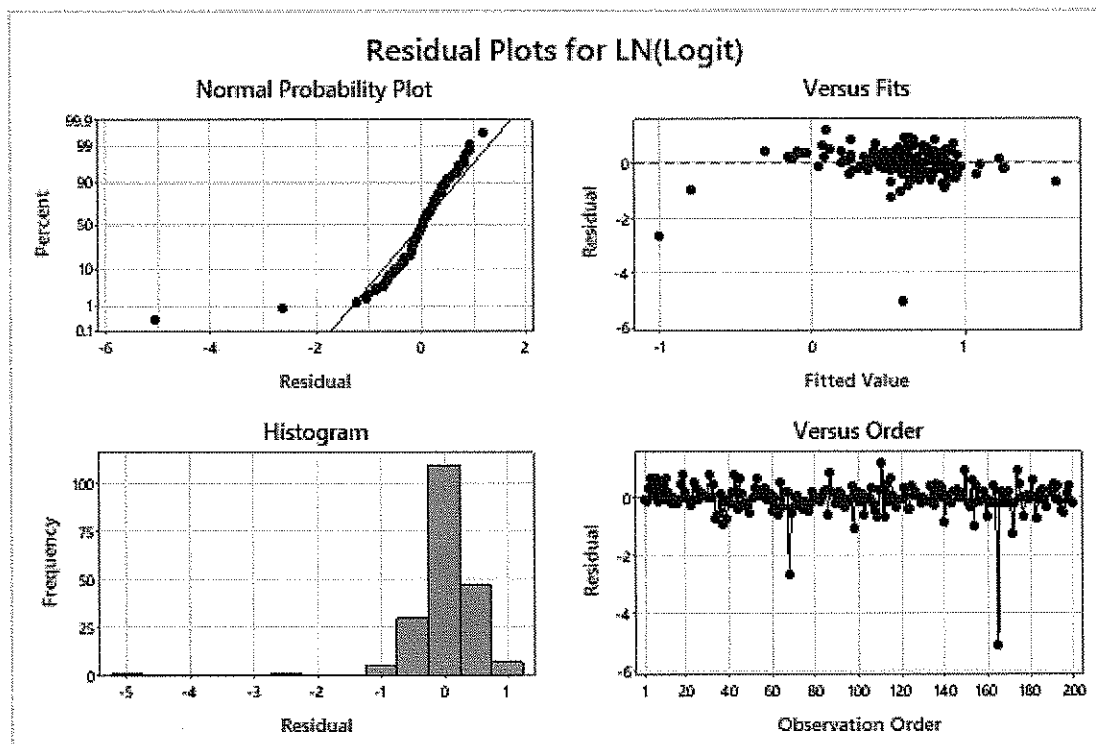 Residual Plots for LN(Logit)
Normal Probability Plot
99.9
99
90
50
10
1
0.1
Percent
-6 -4 -2 0 2
Residual
Versus Fits
0
-2
-4
-6
Residual
-1 0 1
Fitted Value
Histogram
100
75
50
25
0
Frequency
-5 -4 -3 -2 -1 0 1
Residual
Versus Order
0
-2
-4
-6
Residual
1 20 40 60 80 100 120 140 160 180 200
Observation Order